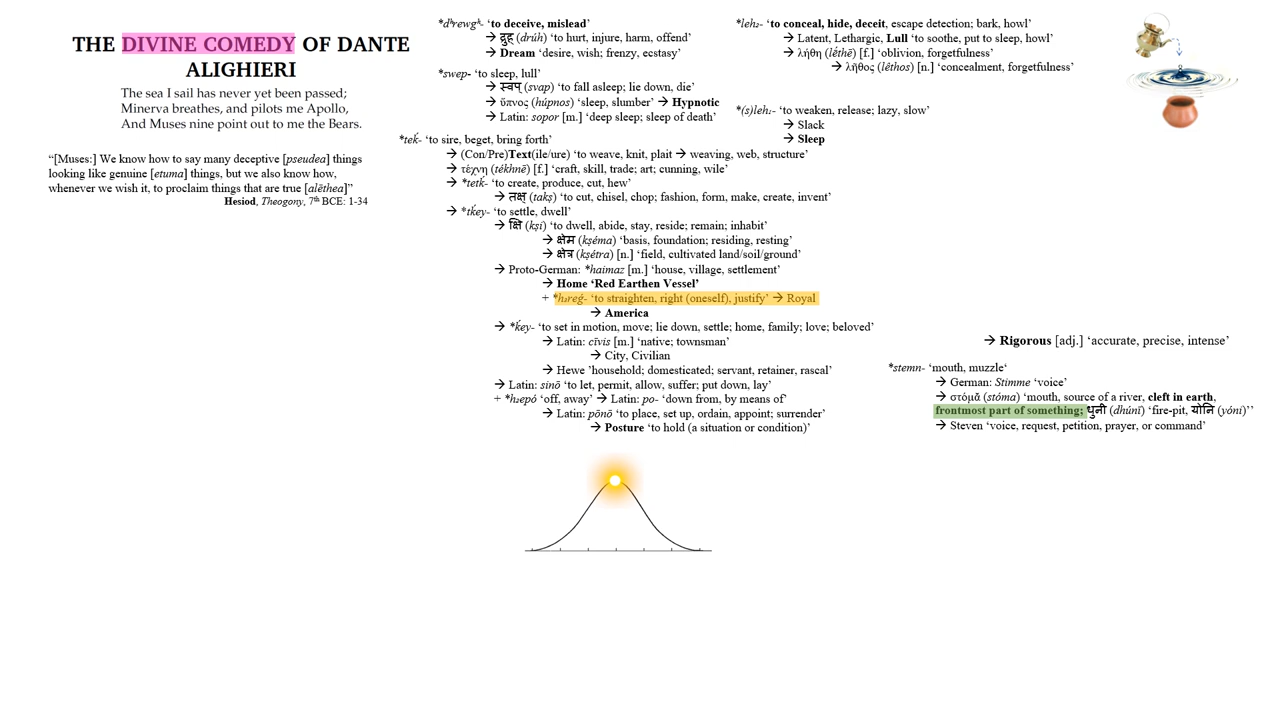 THE DIVINE COMEDY OF DANTE
ALIGHIERI
The sea I sail has never yet been passed;
Minerva breathes, and pilots me Apollo,
And Muses nine point out to me the Bears.
“[Muses:] We know how to say many deceptive [pseudea] things
looking like genuine [etuma] things, but we also know how,
whenever we wish it, to proclaim things that are true [alēthea]”
Hesiod, Theogony, 7th BCE: 1-34
*dʰrewgʰ- ‘to deceive, mislead’
→ द्रुह् (drúh) ‘to hurt, injure, harm, offend’
→ Dream ‘desire, wish; frenzy, ecstasy’
*swep- ‘to sleep, lull’
→ स्वप् (svap) ‘to fall asleep; lie down, die’
→ ὕπνος (húpnos) ‘sleep, slumber’ → Hypnotic
→ Latin: sopor [m.] ‘deep sleep; sleep of death’
*teḱ- ‘to sire, beget, bring forth’
→ (Con/Pre)Text(ile/ure) ‘to weave, knit, plait → weaving, web, structure’
→ τέχνη (tékhnē) [f.] ‘craft, skill, trade; art; cunning, wile’
→ *tetḱ- ‘to create, produce, cut, hew’
→ तक्ष् (takṣ) ‘to cut, chisel, chop; fashion, form, make, create, invent’
→ *tḱey- ‘to settle, dwell’
→ क्षि (kṣi) ‘to dwell, abide, stay, reside; remain; inhabit’
→ क्षेम (kṣéma) ‘basis, foundation; residing, resting’
→ क्षेत्र (kṣétra) [n.] ‘field, cultivated land/soil/ground’
→ Proto-German: *haimaz [m.] ‘house, village, settlement’
→ Home ‘Red Earthen Vessel’
+ *h₃reǵ- ‘to straighten, right (oneself), justify’ → Royal
→ America
→ *ḱey- ‘to set in motion, move; lie down, settle; home, family; love; beloved’
→ Latin: cīvis [m.] ‘native; townsman’
→ City, Civilian
→ Hewe ’household; domesticated; servant, retainer, rascal’
→ Latin: sinō ‘to let, permit, allow, suffer; put down, lay’
+ *h₂epó ‘off, away’ → Latin: po- ‘down from, by means of’
→ Latin: pōnō ‘to place, set up, ordain, appoint; surrender’
→ Posture ‘to hold (a situation or condition)’
*leh₂- ‘to conceal, hide, deceit, escape detection; bark, howl’
→ Latent, Lethargic, Lull ‘to soothe, put to sleep, howl’
→ λήθη (lḗthē) [f.] ‘oblivion, forgetfulness’
→ λῆθος (lêthos) [n.] ‘concealment, forgetfulness’
*(s)leh₁- ‘to weaken, release; lazy, slow’
→ Slack
→ Sleep
→ Rigorous [adj.] ‘accurate, precise, intense’
*stemn- ‘mouth, muzzle‘
→ German: Stimme ‘voice’
→ στόμᾰ (stóma) ‘mouth, source of a river, cleft in earth,
frontmost part of something; धुनी (dhúnī) ‘fire-pit, योनि (yóni)’’
→ Steven ‘voice, request, petition, prayer, or command’